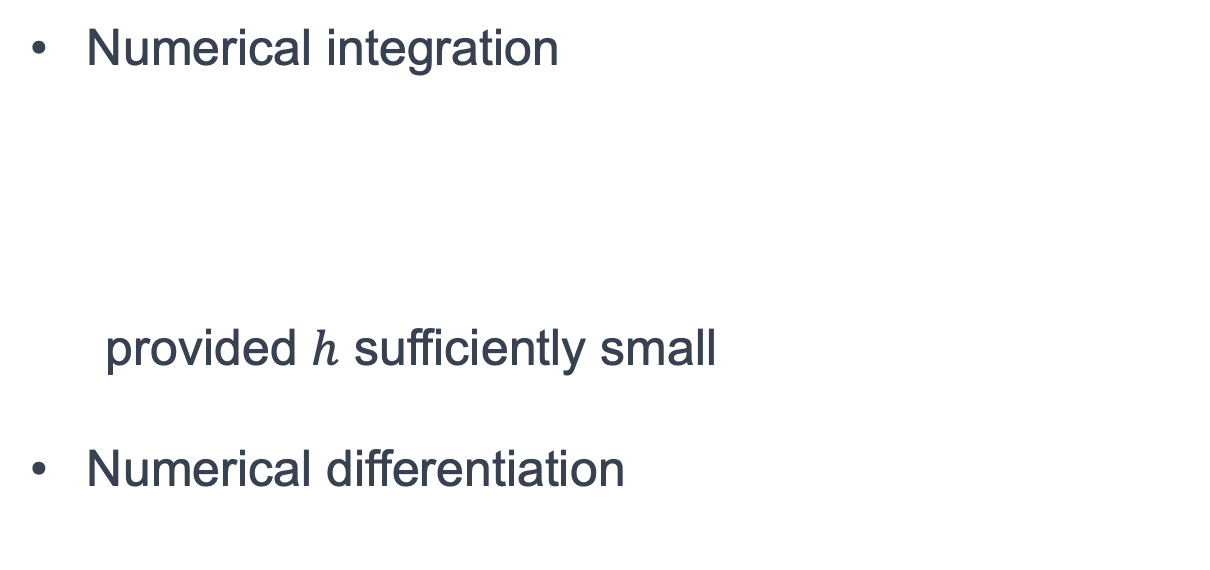 • Numerical integration
provided ℎ sufficiently small
• Numerical differentiation